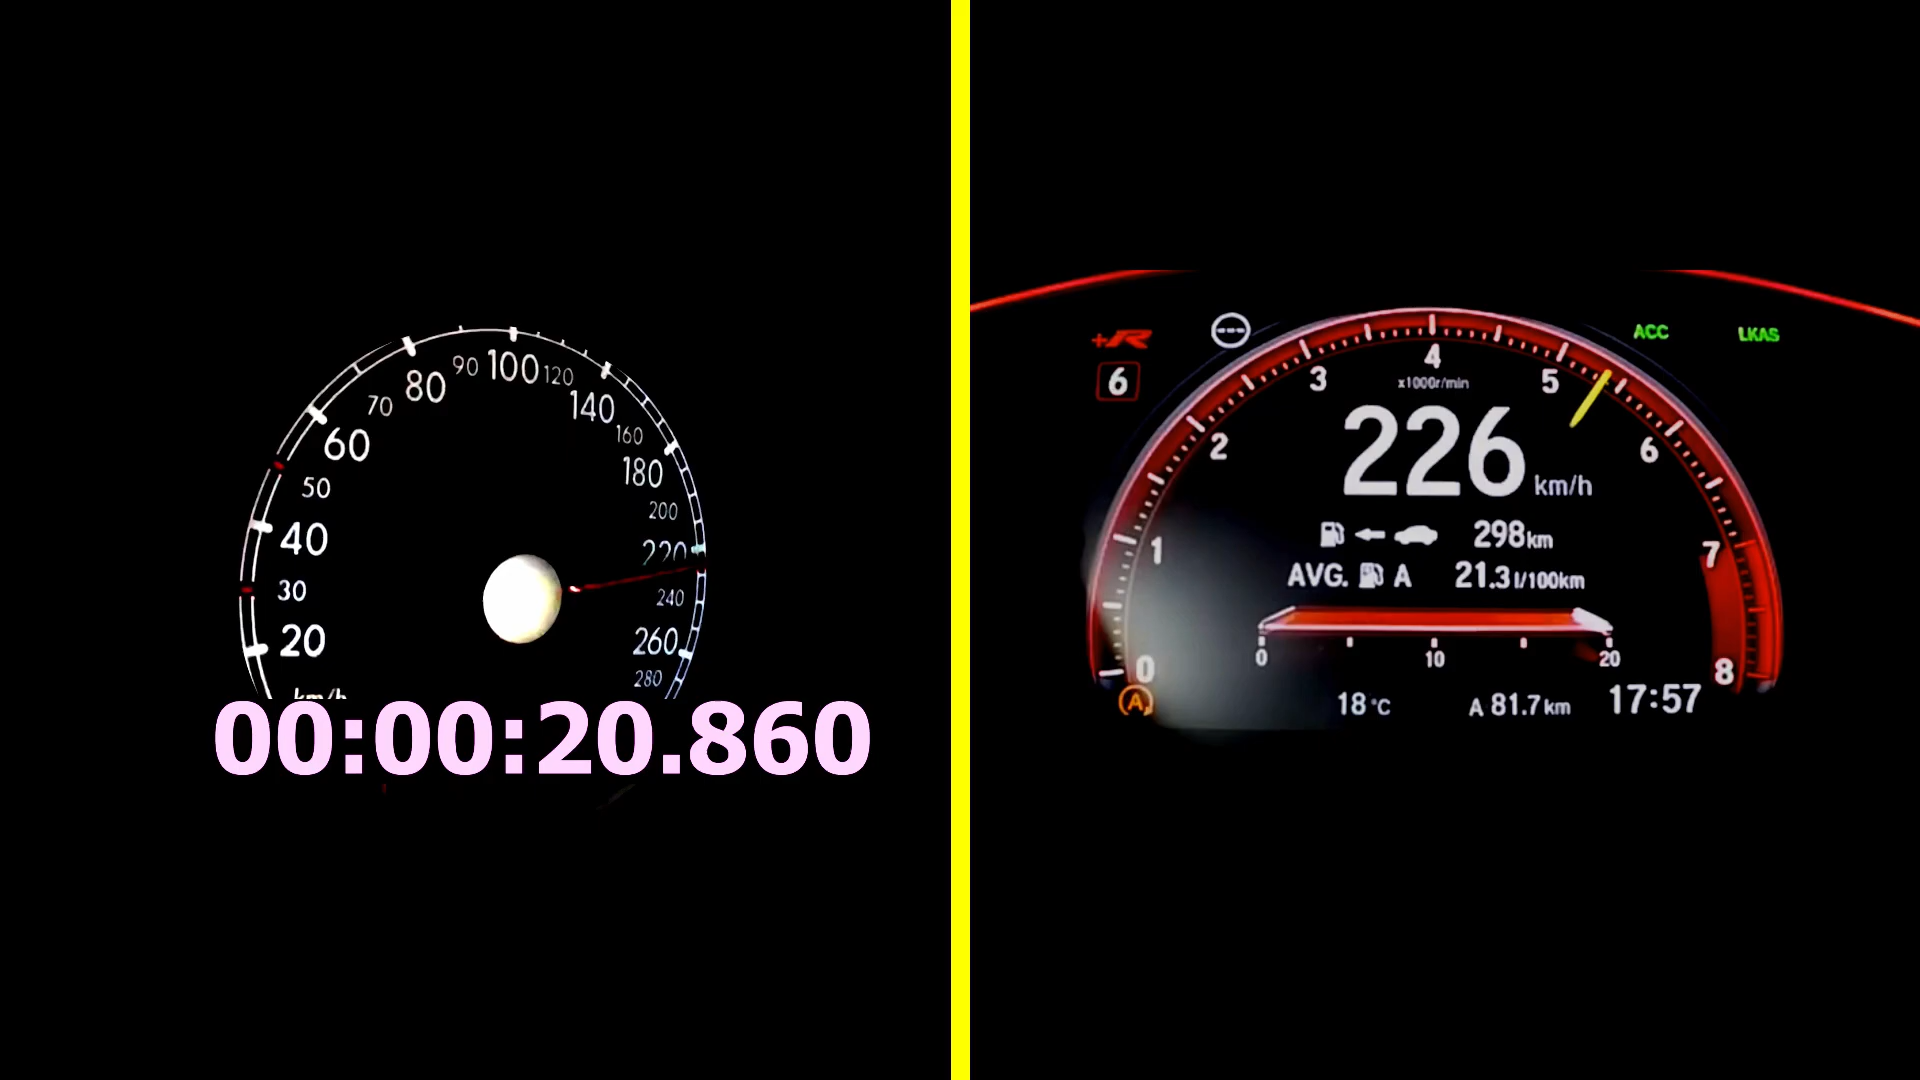 100
90
120
80
140
70
160
60
180
50
200
40
220
30
240
20
260
280
km/h
00:00:20.860
+R
ACC
LKAS
6
4
3
5
x1000r/min
2
6
226 km/h
1
7
298km
AVG. A 21.3 l/100km
0
8
0 10 20
A
18°C
A 81.7 km
17:57